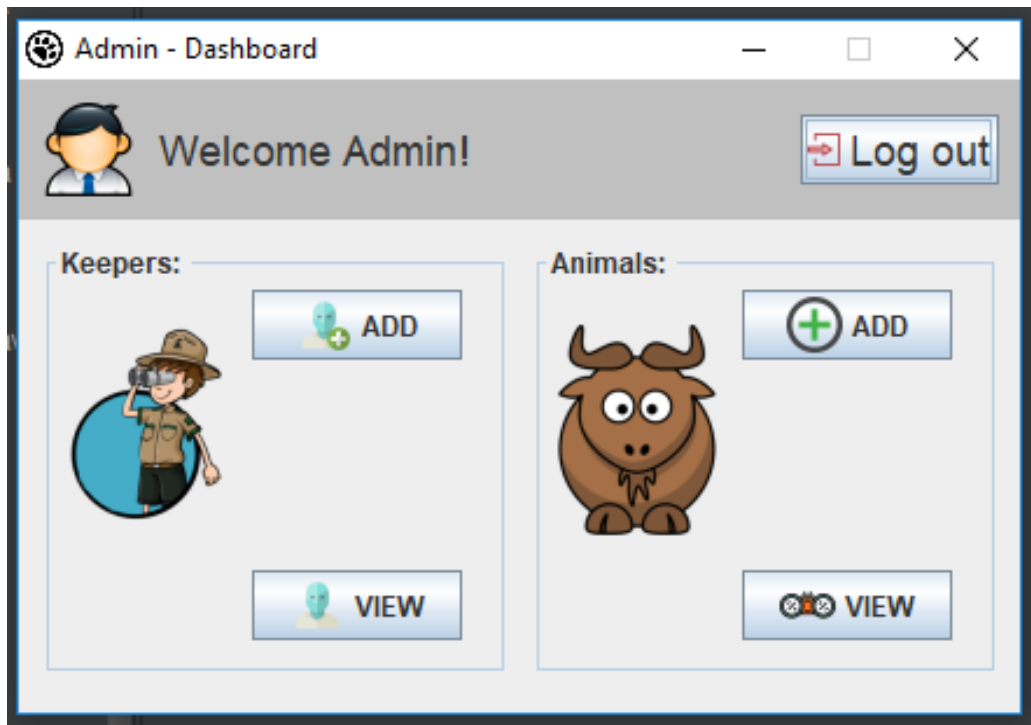 Admin - Dashboard
Welcome Admin!
Log out
Keepers:
ADD
VIEW
Animals:
ADD
VIEW